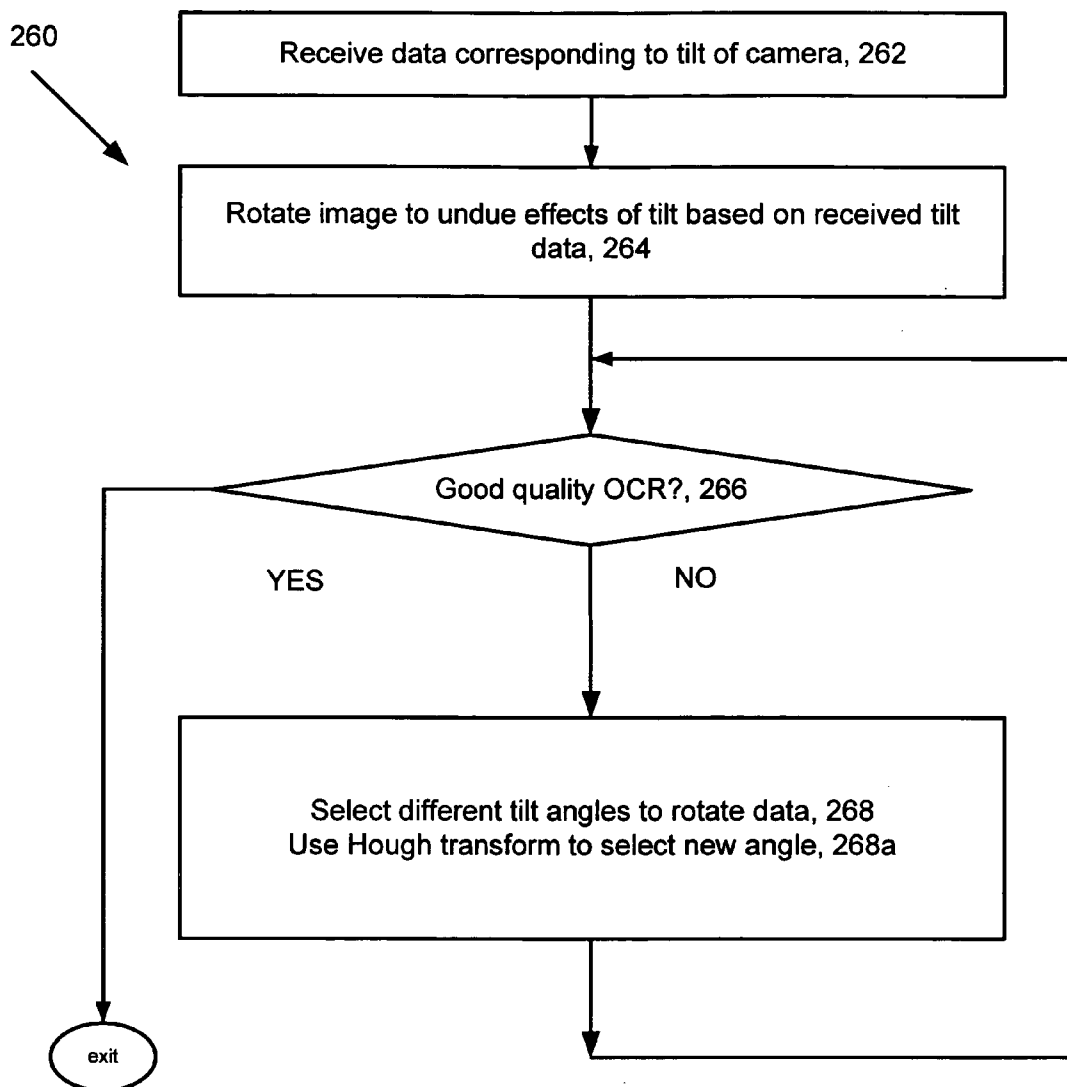 260
Receive data corresponding to tilt of camera, 262
Rotate image to undue effects of tilt based on received tilt
data, 264
Good quality OCR?, 266
YES
NO
Select different tilt angles to rotate data, 268
Use Hough transform to select new angle, 268a
exit